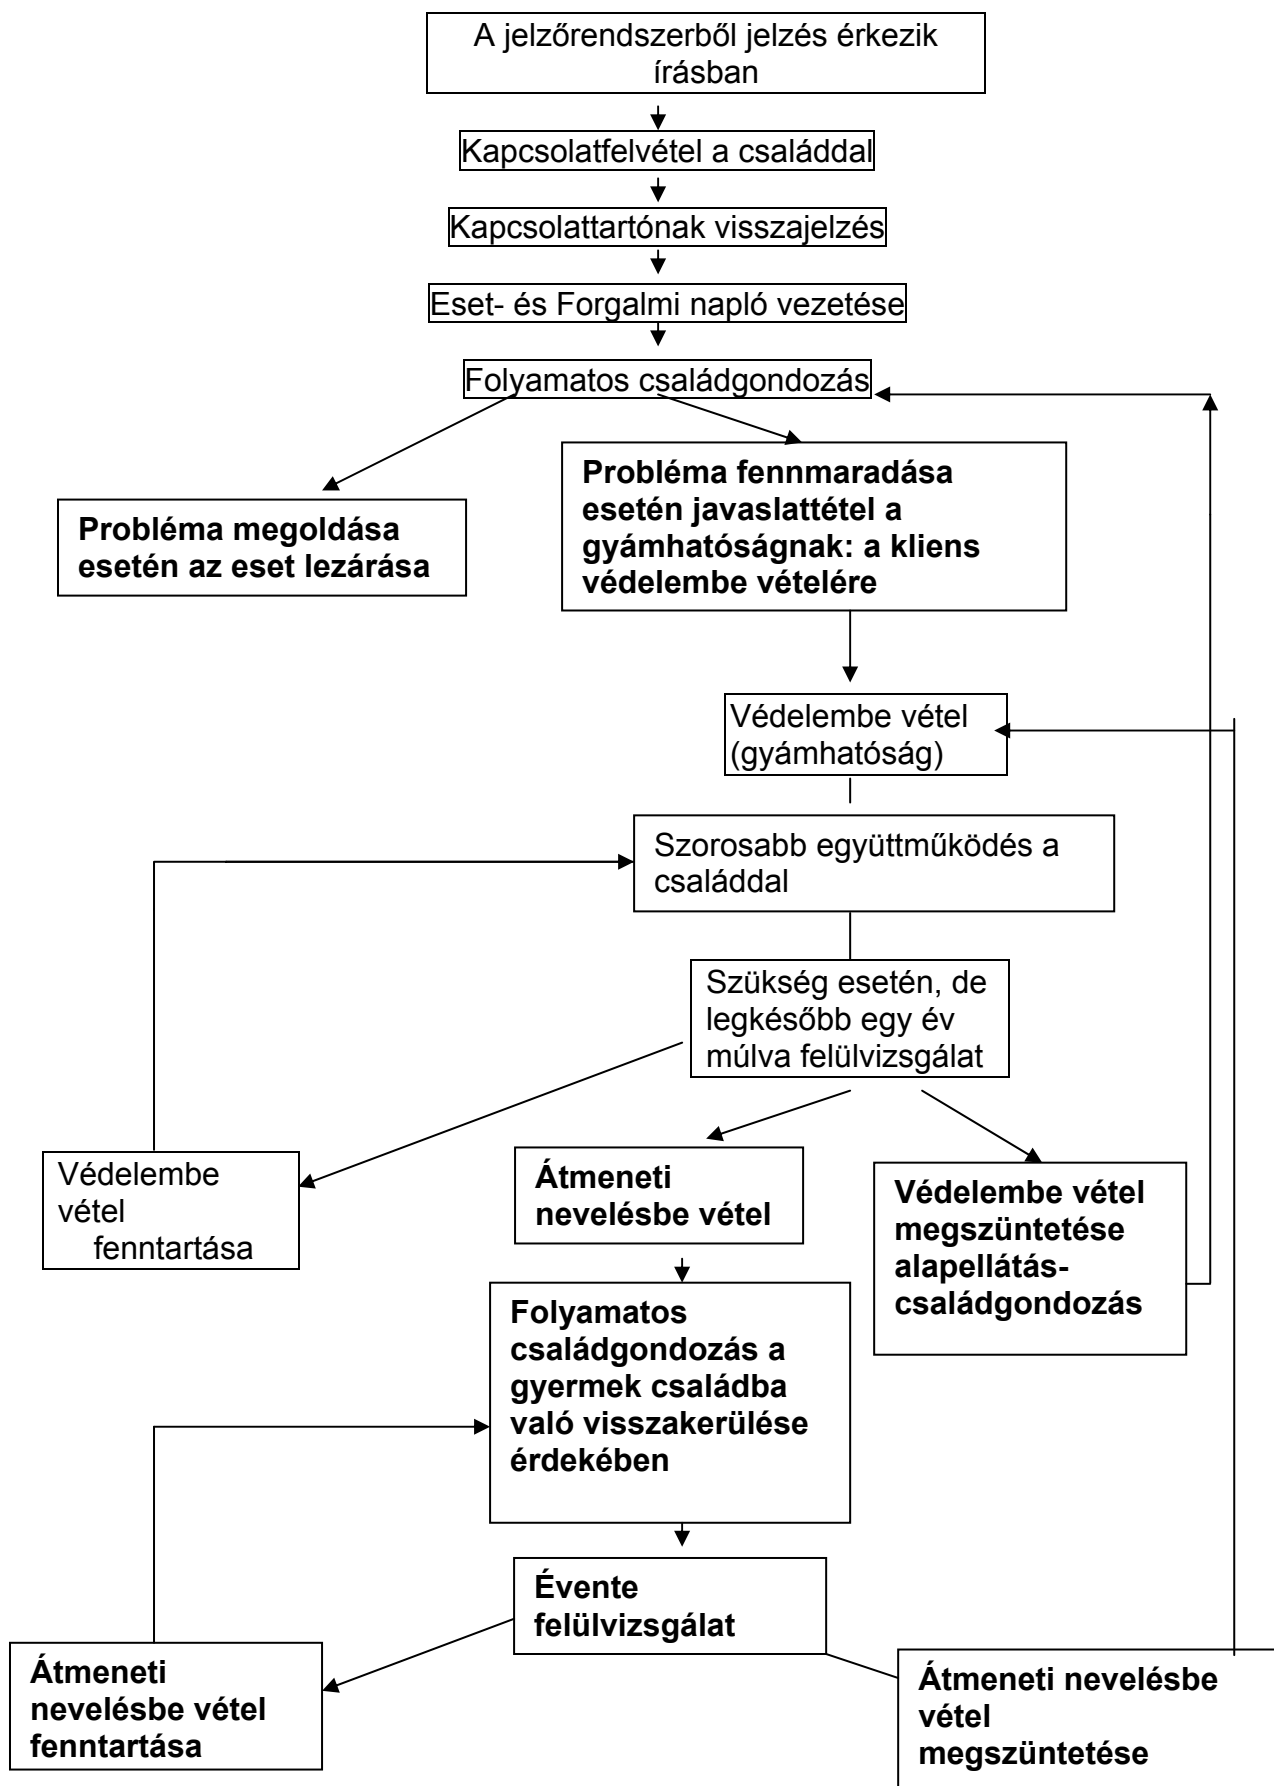 A jelzőrendszerből jelzés érkezik
írásban
Kapcsolatfelvétel a családdal
Kapcsolattartónak visszajelzés
Eset- és Forgalmi napló vezetése
Folyamatos családgondozás
Probléma megoldása
esetén az eset lezárása
Probléma fennmaradása
esetén javaslattétel a
gyámhatóságnak: a kliens
védelembe vételére
Védelembe vétel
(gyámhatóság)
Szorosabb együttműködés a
családdal
Szükség esetén, de
legkésőbb egy év
múlva felülvizsgálat
Védelembe
vétel
fenntartása
Átmeneti
nevelésbe vétel
Védelembe vétel
megszüntetése
alapellátás-
családgondozás
Folyamatos
családgondozás a
gyermek családba
való visszakerülése
érdekében
Évente
felülvizsgálat
Átmeneti
nevelésbe vétel
fenntartása
Átmeneti nevelésbe
vétel
megszüntetése